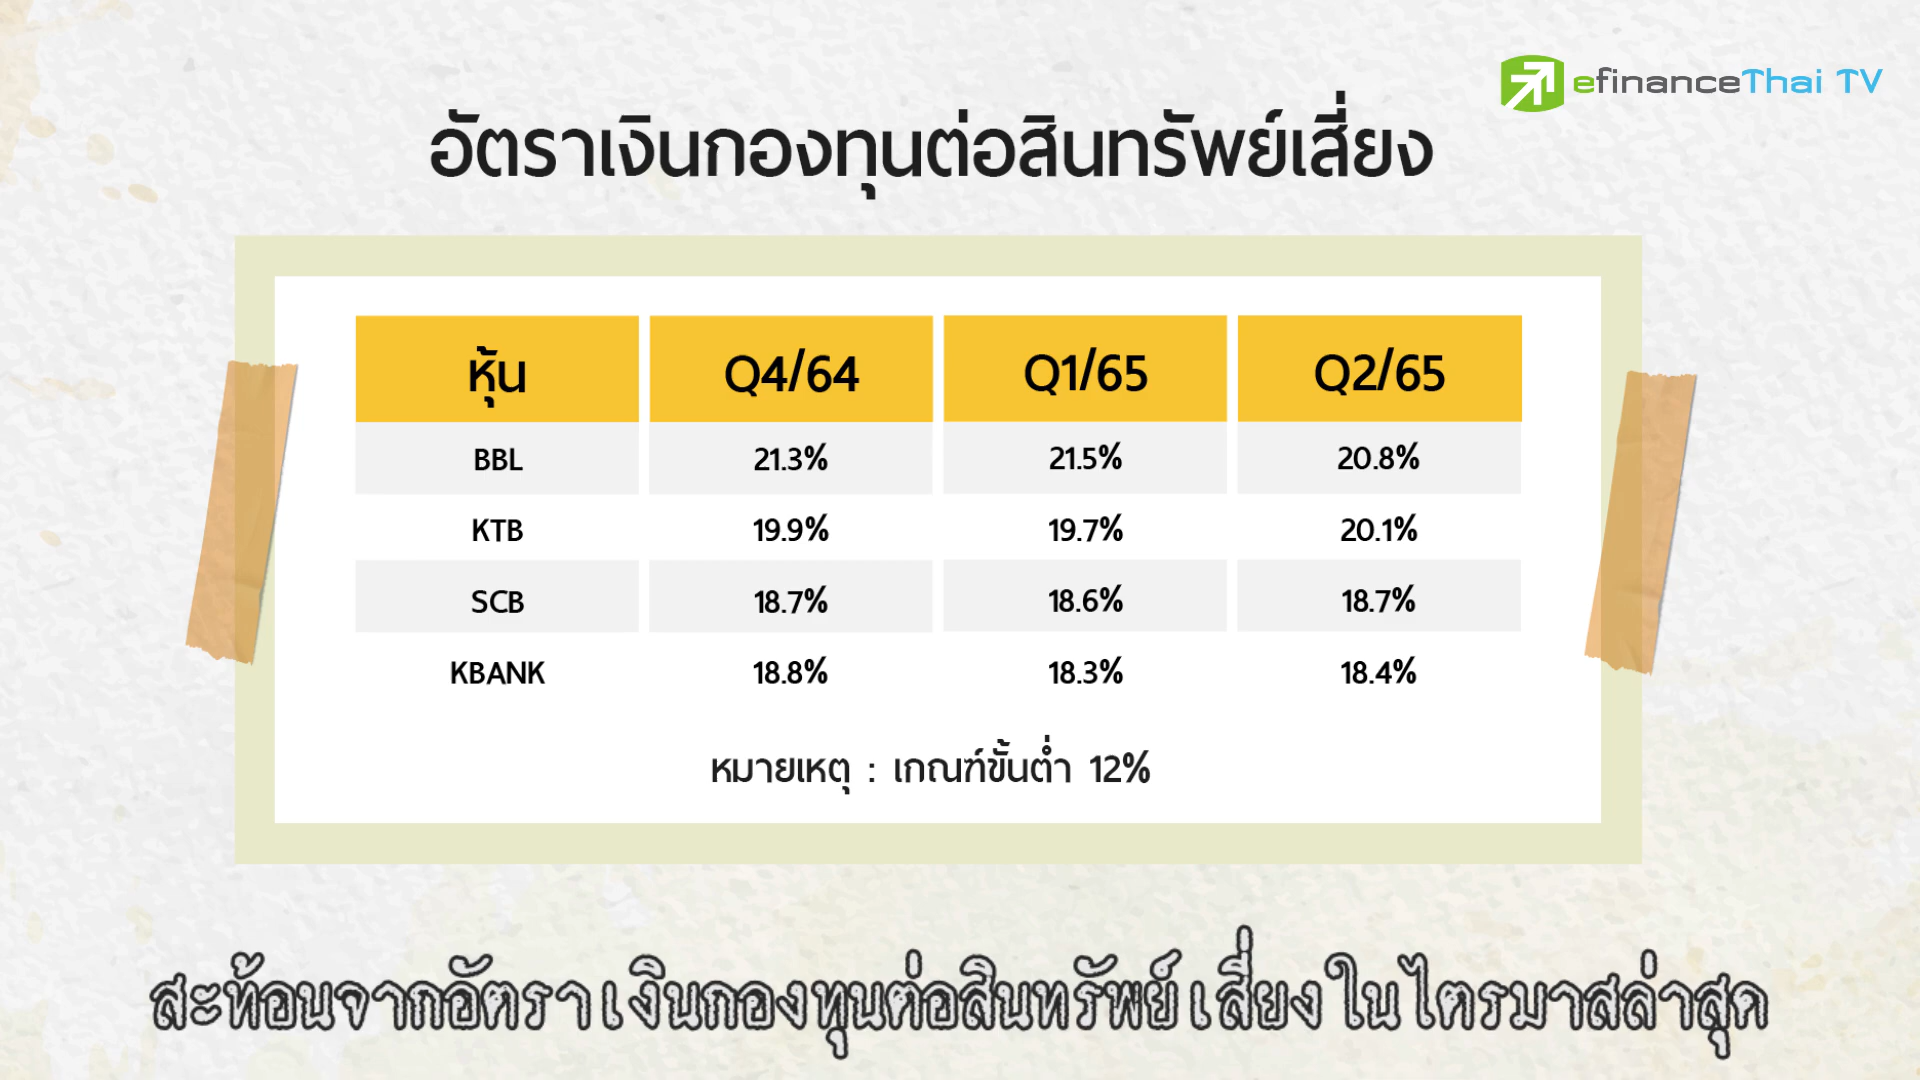 efinanceThai TV
อัตราเงินกองทุนต่อสินทรัพย์เสี่ยง
หุ้น Q4/64 Q1/65 Q2/65
BBL 21.3% 21.5% 20.8%
KTB 19.9% 19.7% 20.1%
SCB 18.7% 18.6% 18.7%
KBANK 18.8% 18.3% 18.4%
หมายเหตุ : เกณฑ์ขั้นต่ำ 12%
สะท้อนจากอัตราเงินกองทุนต่อสินทรัพย์เสี่ยงในไตรมาสล่าสุด